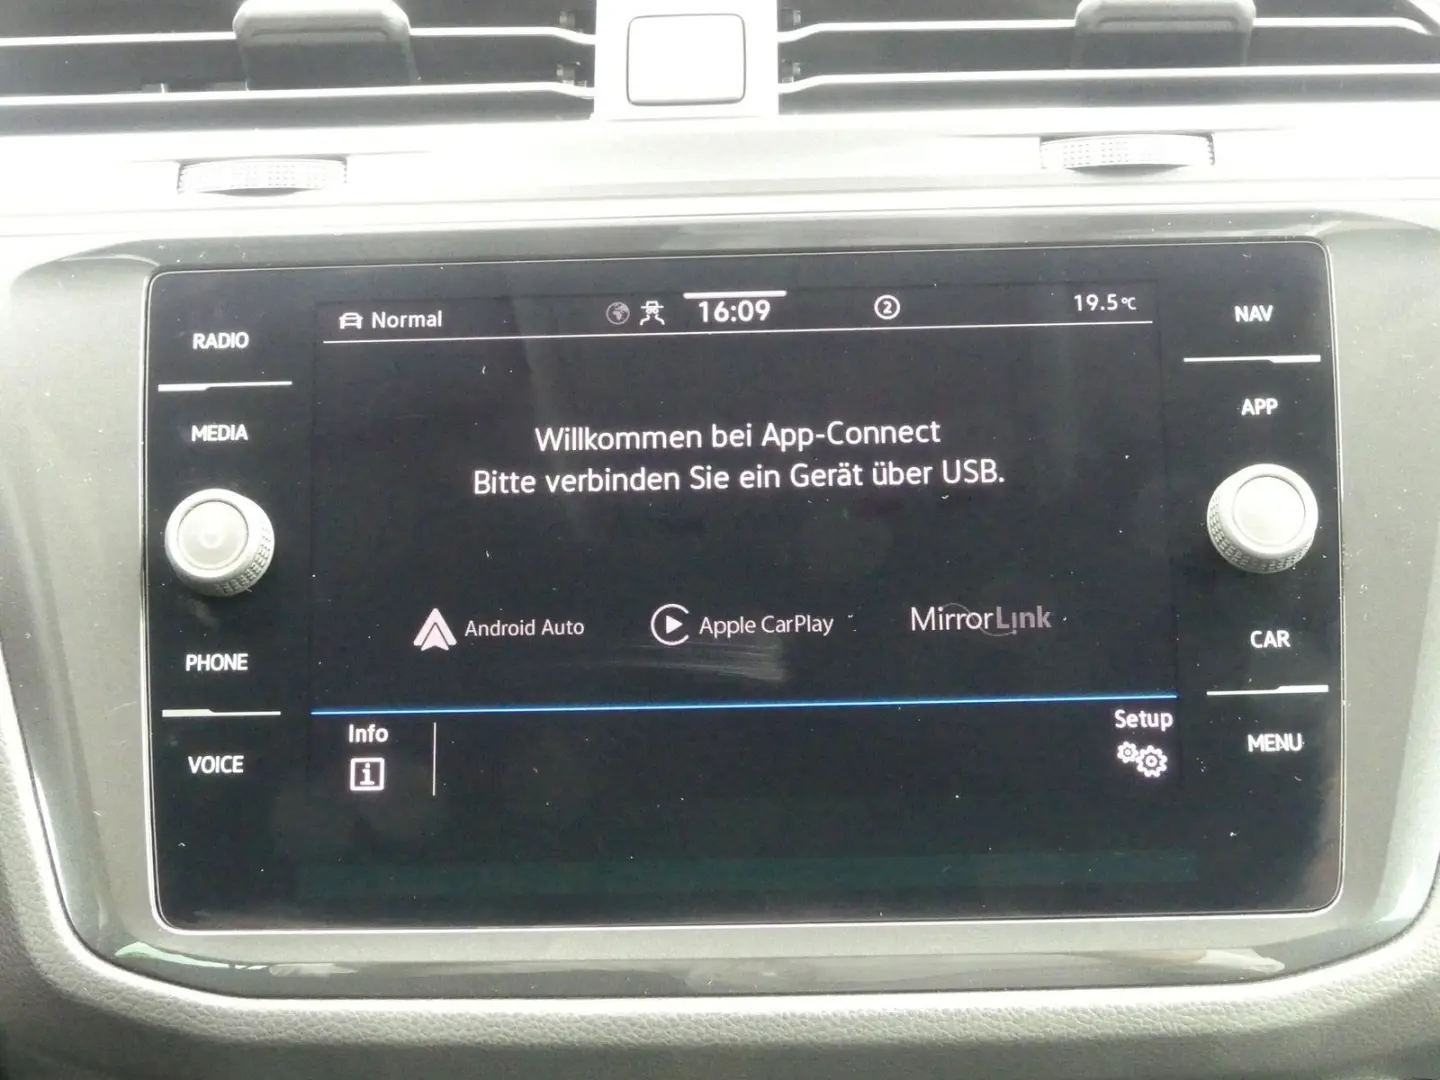 RADIO
MEDIA
PHONE
VOICE
Normal
16:09
2
19.5°C
Willkommen bei App-Connect
Bitte verbinden Sie ein Gerät über USB.
Android Auto
Apple CarPlay
MirrorLink
Info
i
Setup
NAV
APP
CAR
MENU